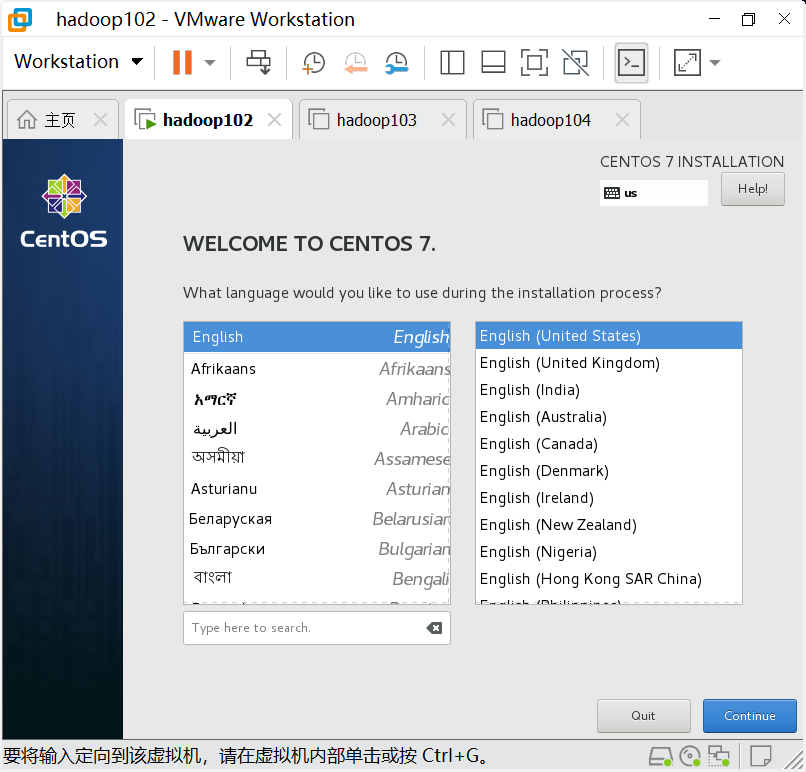 hadoop102 - VMware Workstation
Workstation
主页
hadoop102
hadoop103
hadoop104
CentOS
CENTOS 7 INSTALLATION
us
Help!
WELCOME TO CENTOS 7.
What language would you like to use during the installation process?
English English
Afrikaans Afrikaans
አማርኛ Amharic
العربية Arabic
অসমীয়া Assamese
Asturianu Asturian
Беларуская Belarusian
Български Bulgarian
বাংলা Bengali
English (United States)
English (United Kingdom)
English (India)
English (Australia)
English (Canada)
English (Denmark)
English (Ireland)
English (New Zealand)
English (Nigeria)
English (Hong Kong SAR China)
English (Philippines)
Type here to search.
Quit
Continue
要将输入定向到该虚拟机，请在虚拟机内部单击或按 Ctrl+G。